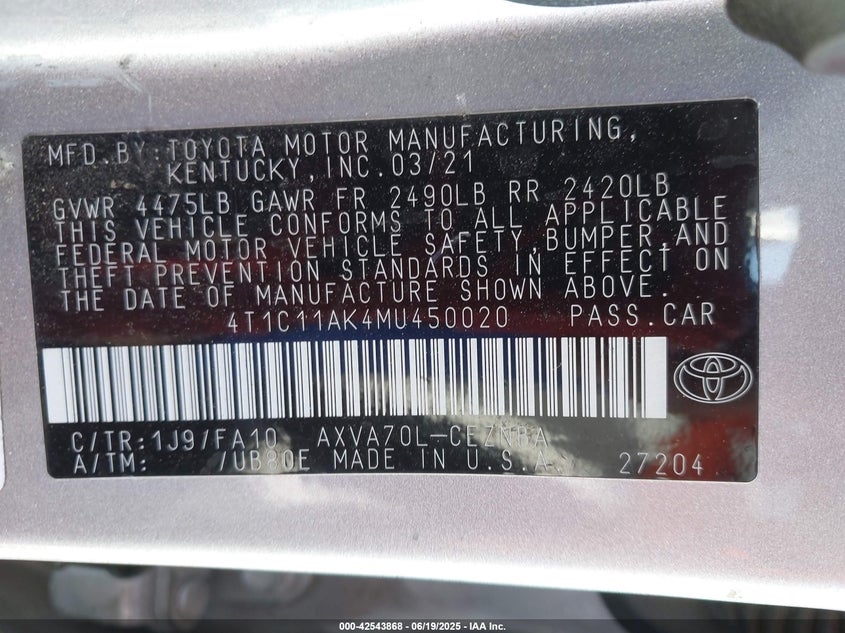 MFD.BY:TOYOTA MOTOR MANUFACTURING,
KENTUCKY,INC.03/21
GVWR 4475LB GAWR FR 2490LB RR 2420LB
THIS VEHICLE CONFORMS TO ALL APPLICABLE
FEDERAL MOTOR VEHICLE SAFETY,BUMPER,AND
THEFT PREVENTION STANDARDS IN EFFECT ON
THE DATE OF MANUFACTURE SHOWN ABOVE.
4T1C11AK4MU450020 PASS.CAR
C/TR:1J9/FA10 AXVA70L-CEZNBA
A/TM: /UB80E MADE IN U.S.A. 27204
000-42543868 - 06/19/2025 - IAA Inc.